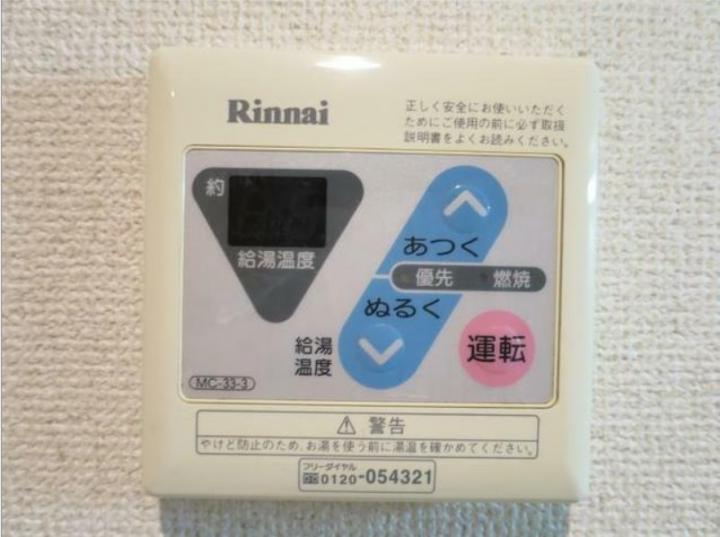 Rinnai
正しく安全にお使いいただく
ためにご使用の前に必ず取扱
説明書をよくお読みください。
約
給湯温度
あつく
優先 燃焼
ぬるく
給湯
温度
運転
MC-33-3
⚠ 警告
やけど防止のため、お湯を使う前に湯温を確かめてください。
フリーダイヤル
0120-054321